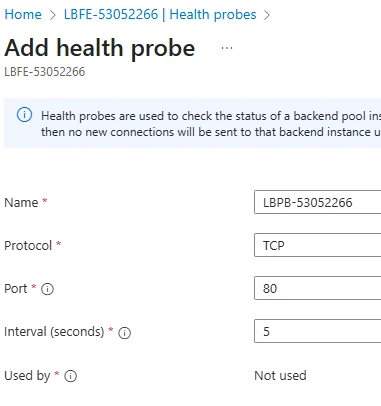 Home > LBFE-53052266 | Health probes >
Add health probe ...
LBFE-53052266
Health probes are used to check the status of a backend pool ins
then no new connections will be sent to that backend instance u
Name * LBPB-53052266
Protocol * TCP
Port * 80
Interval (seconds) * 5
Used by * Not used